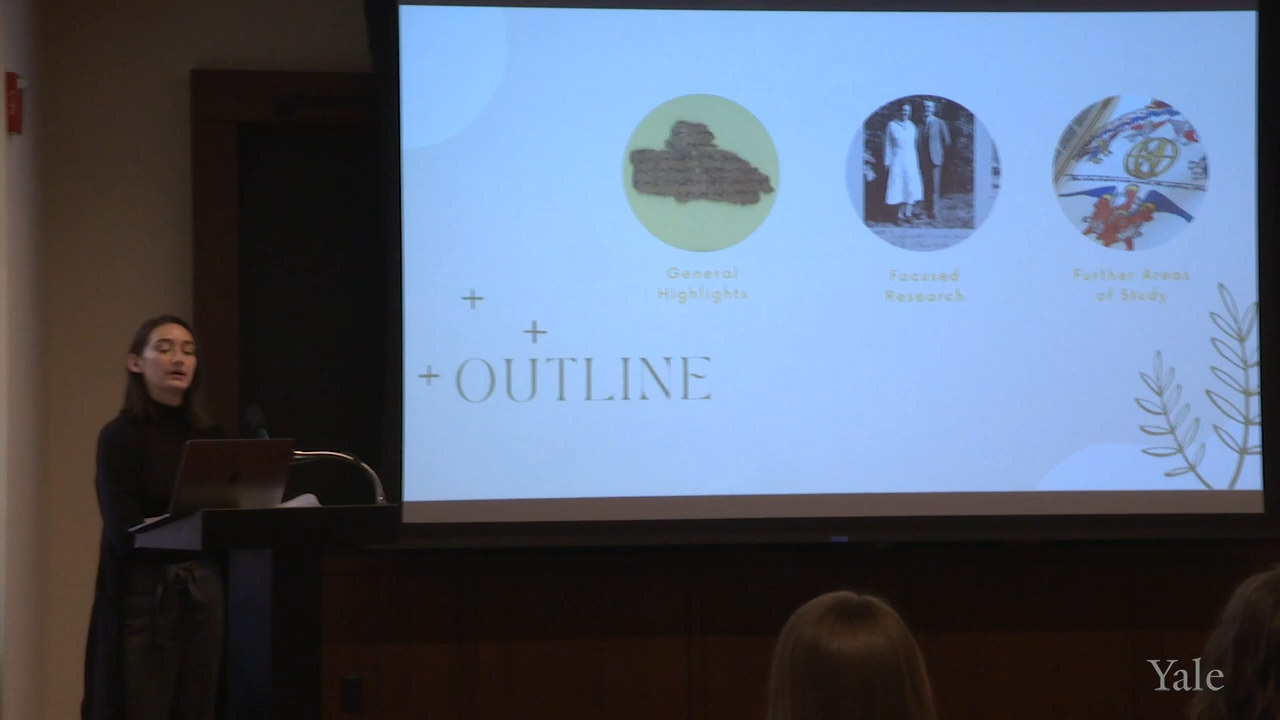 General
Highlights
Focused
Research
Further Areas
of Study
OUTLINE
Yale